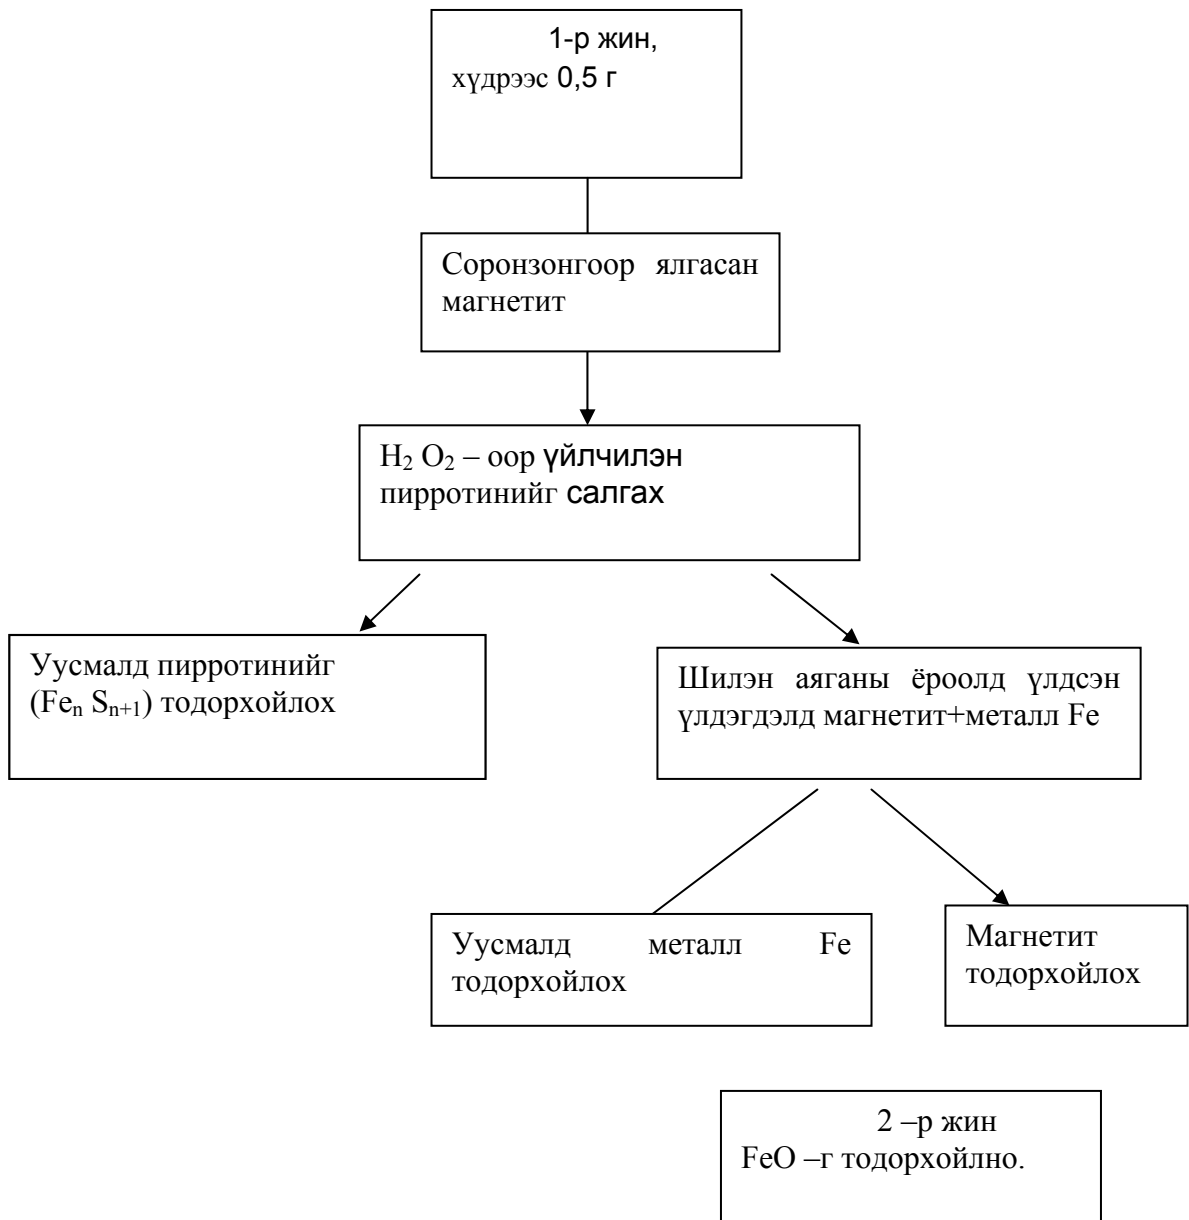 1-р жин,
хүдрээс 0,5 г
Соронзонгоор ялгасан
магнетит
H₂ O₂ – оор үйлчилэн
пирротинийг салгах
Уусмалд пирротинийг
(Feₙ Sₙ₊₁) тодорхойлох
Шилэн аяганы ёроолд үлдсэн
үлдэгдэлд магнетит+металл Fe
Уусмалд металл Fe
тодорхойлох
Магнетит
тодорхойлох
2 –р жин
FeO –г тодорхойлно.